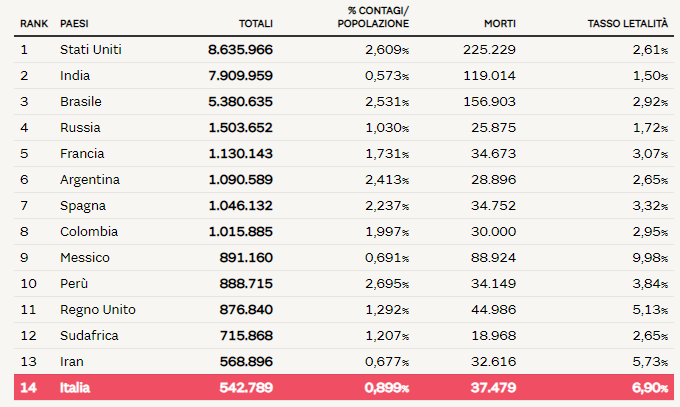 RANK PAESI TOTALI % CONTAGI/ POPOLAZIONE MORTI TASSO LETALITÀ
1 Stati Uniti 8.635.966 2,609% 225.229 2,61%
2 India 7.909.959 0,573% 119.014 1,50%
3 Brasile 5.380.635 2,531% 156.903 2,92%
4 Russia 1.503.652 1,030% 25.875 1,72%
5 Francia 1.130.143 1,731% 34.673 3,07%
6 Argentina 1.090.589 2,413% 28.896 2,65%
7 Spagna 1.046.132 2,237% 34.752 3,32%
8 Colombia 1.015.885 1,997% 30.000 2,95%
9 Messico 891.160 0,691% 88.924 9,98%
10 Perù 888.715 2,695% 34.149 3,84%
11 Regno Unito 876.840 1,292% 44.986 5,13%
12 Sudafrica 715.868 1,207% 18.968 2,65%
13 Iran 568.896 0,677% 32.616 5,73%
14 Italia 542.789 0,899% 37.479 6,90%